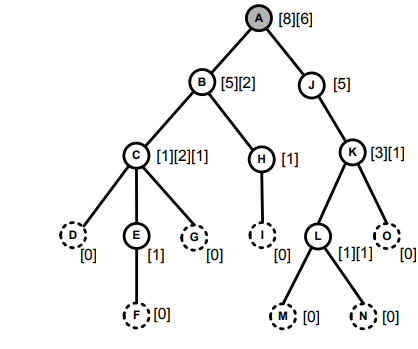 A [8][6]
B [5][2]
J [5]
C [1][2][1]
H [1]
K [3][1]
D [0]
E [1]
G [0]
I [0]
L [1][1]
O [0]
F [0]
M [0]
N [0]